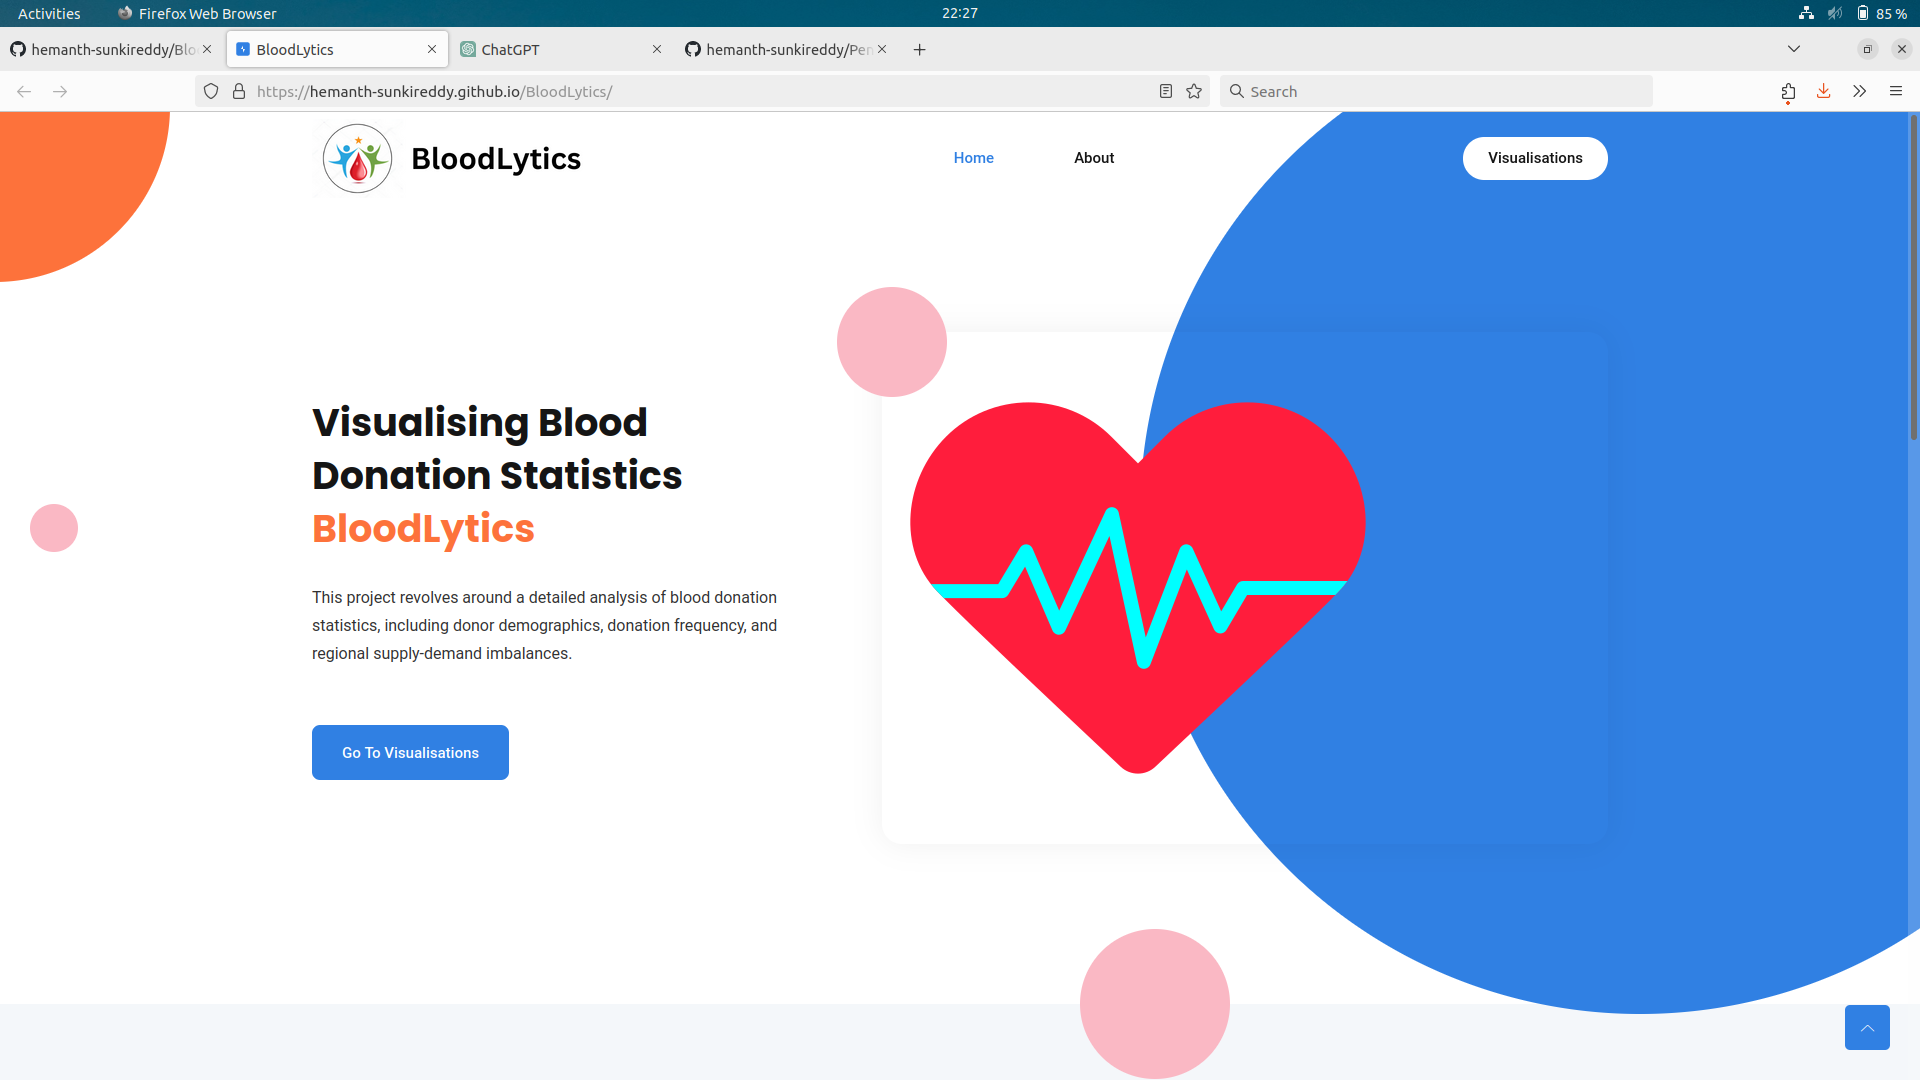 Activities Firefox Web Browser 22:27 85 %
hemanth-sunkireddy/Blo BloodLytics ChatGPT hemanth-sunkireddy/Pen
https://hemanth-sunkireddy.github.io/BloodLytics/ Search
BloodLytics Home About Visualisations
Visualising Blood
Donation Statistics
BloodLytics
This project revolves around a detailed analysis of blood donation
statistics, including donor demographics, donation frequency, and
regional supply-demand imbalances.
Go To Visualisations